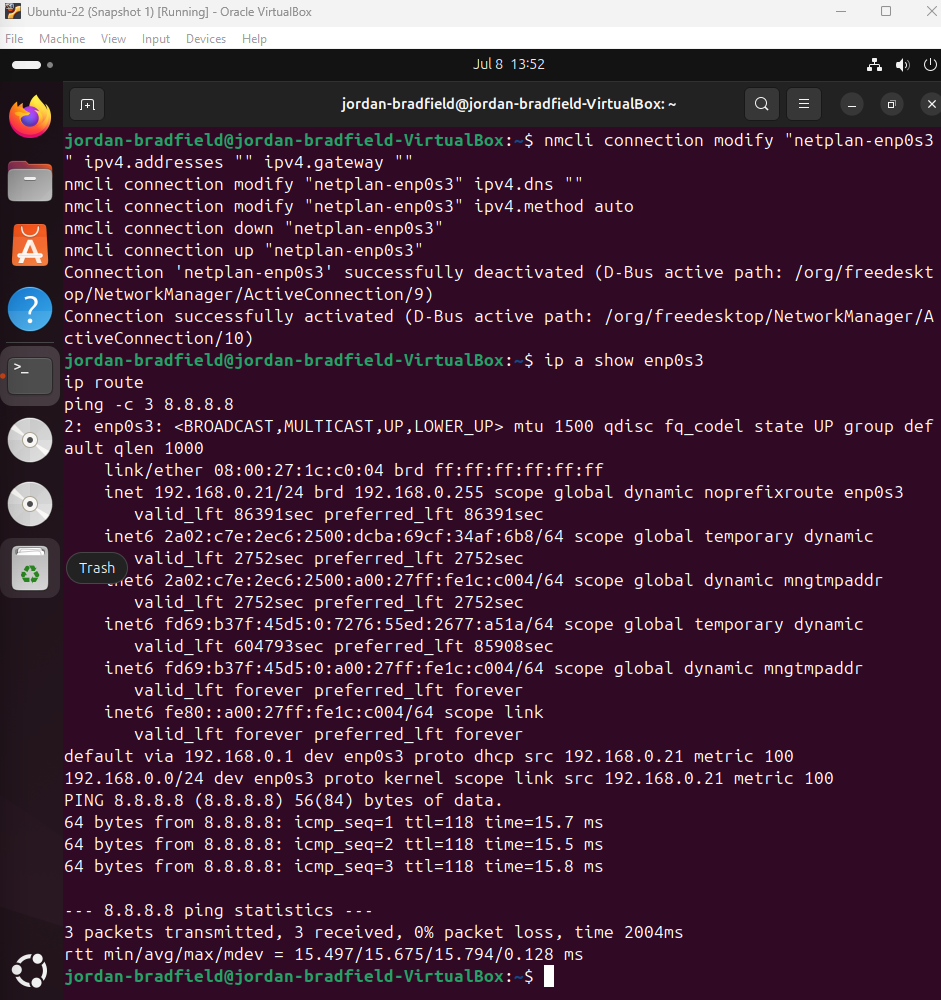 Ubuntu-22 (Snapshot 1) [Running] - Oracle VirtualBox
File Machine View Input Devices Help
Jul 8 13:52
jordan-bradfield@jordan-bradfield-VirtualBox: ~
jordan-bradfield@jordan-bradfield-VirtualBox:~$ nmcli connection modify "netplan-enp0s3
" ipv4.addresses "" ipv4.gateway ""
nmcli connection modify "netplan-enp0s3" ipv4.dns ""
nmcli connection modify "netplan-enp0s3" ipv4.method auto
nmcli connection down "netplan-enp0s3"
nmcli connection up "netplan-enp0s3"
Connection 'netplan-enp0s3' successfully deactivated (D-Bus active path: /org/freedeskt
op/NetworkManager/ActiveConnection/9)
Connection successfully activated (D-Bus active path: /org/freedesktop/NetworkManager/A
ctiveConnection/10)
jordan-bradfield@jordan-bradfield-VirtualBox:~$ ip a show enp0s3
ip route
ping -c 3 8.8.8.8
2: enp0s3: <BROADCAST,MULTICAST,UP,LOWER_UP> mtu 1500 qdisc fq_codel state UP group def
ault qlen 1000
link/ether 08:00:27:1c:c0:04 brd ff:ff:ff:ff:ff:ff
inet 192.168.0.21/24 brd 192.168.0.255 scope global dynamic noprefixroute enp0s3
valid_lft 86391sec preferred_lft 86391sec
inet6 2a02:c7e:2ec6:2500:dcba:69cf:34af:6b8/64 scope global temporary dynamic
valid_lft 2752sec preferred_lft 2752sec
Trash
inet6 2a02:c7e:2ec6:2500:a00:27ff:fe1c:c004/64 scope global dynamic mngtmpaddr
valid_lft 2752sec preferred_lft 2752sec
inet6 fd69:b37f:45d5:0:7276:55ed:2677:a51a/64 scope global temporary dynamic
valid_lft 604793sec preferred_lft 85908sec
inet6 fd69:b37f:45d5:0:a00:27ff:fe1c:c004/64 scope global dynamic mngtmpaddr
valid_lft forever preferred_lft forever
inet6 fe80::a00:27ff:fe1c:c004/64 scope link
valid_lft forever preferred_lft forever
default via 192.168.0.1 dev enp0s3 proto dhcp src 192.168.0.21 metric 100
192.168.0.0/24 dev enp0s3 proto kernel scope link src 192.168.0.21 metric 100
PING 8.8.8.8 (8.8.8.8) 56(84) bytes of data.
64 bytes from 8.8.8.8: icmp_seq=1 ttl=118 time=15.7 ms
64 bytes from 8.8.8.8: icmp_seq=2 ttl=118 time=15.5 ms
64 bytes from 8.8.8.8: icmp_seq=3 ttl=118 time=15.8 ms
--- 8.8.8.8 ping statistics ---
3 packets transmitted, 3 received, 0% packet loss, time 2004ms
rtt min/avg/max/mdev = 15.497/15.675/15.794/0.128 ms
jordan-bradfield@jordan-bradfield-VirtualBox:~$